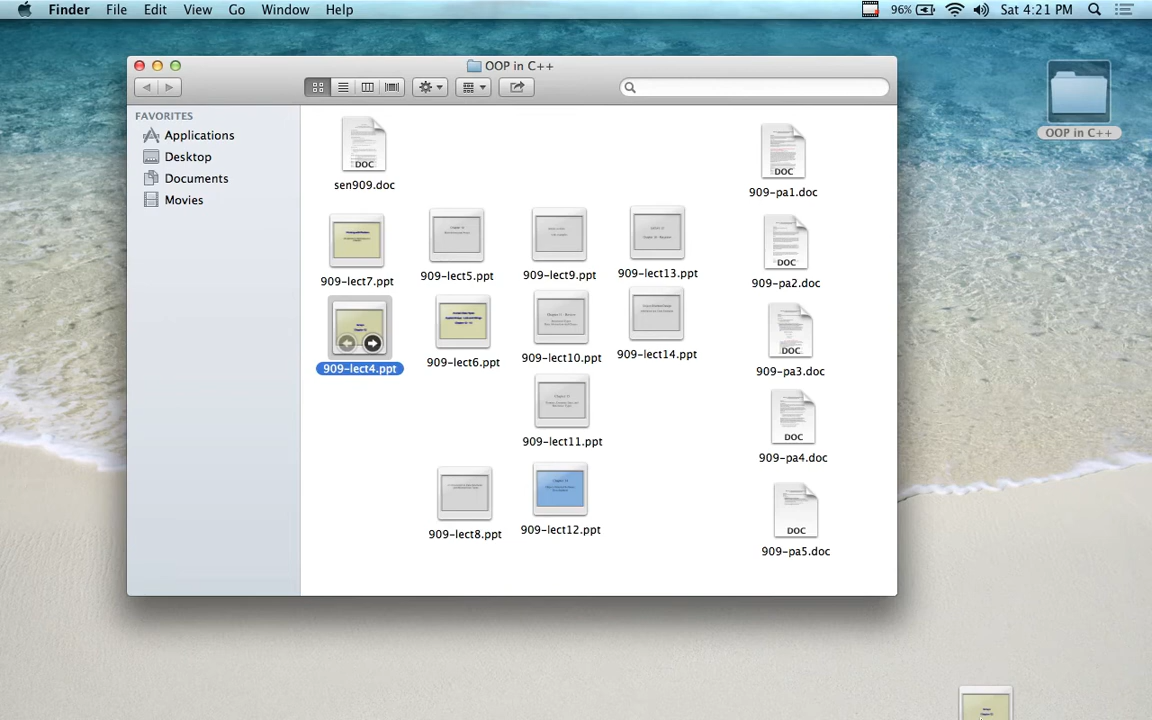 Finder File Edit View Go Window Help 96% Sat 4:21 PM
OOP in C++
FAVORITES
Applications
Desktop
Documents
Movies
DOC
sen909.doc
DOC
909-pa1.doc
909-lect7.ppt
909-lect5.ppt
909-lect9.ppt
909-lect13.ppt
DOC
909-pa2.doc
909-lect4.ppt
909-lect6.ppt
909-lect10.ppt
909-lect14.ppt
DOC
909-pa3.doc
909-lect11.ppt
DOC
909-pa4.doc
909-lect8.ppt
909-lect12.ppt
DOC
909-pa5.doc
OOP in C++